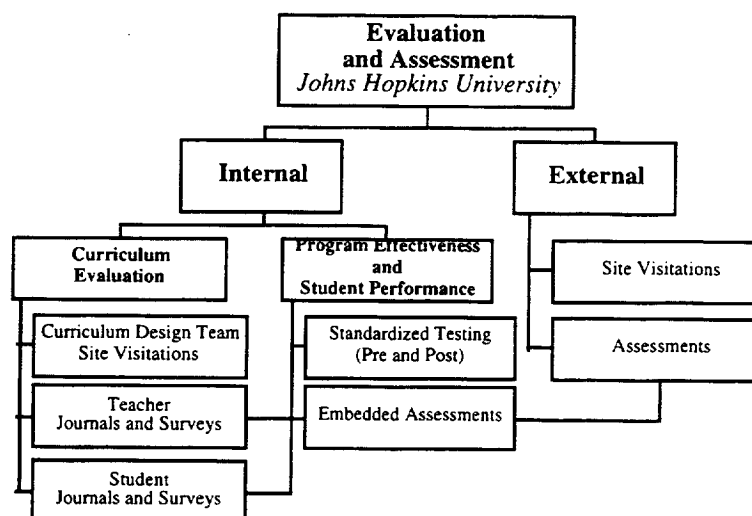 Evaluation
and Assessment
Johns Hopkins University
Internal
External
Curriculum
Evaluation
Program Effectiveness
and
Student Performance
Site Visitations
Curriculum Design Team
Site Visitations
Standardized Testing
(Pre and Post)
Assessments
Teacher
Journals and Surveys
Embedded Assessments
Student
Journals and Surveys